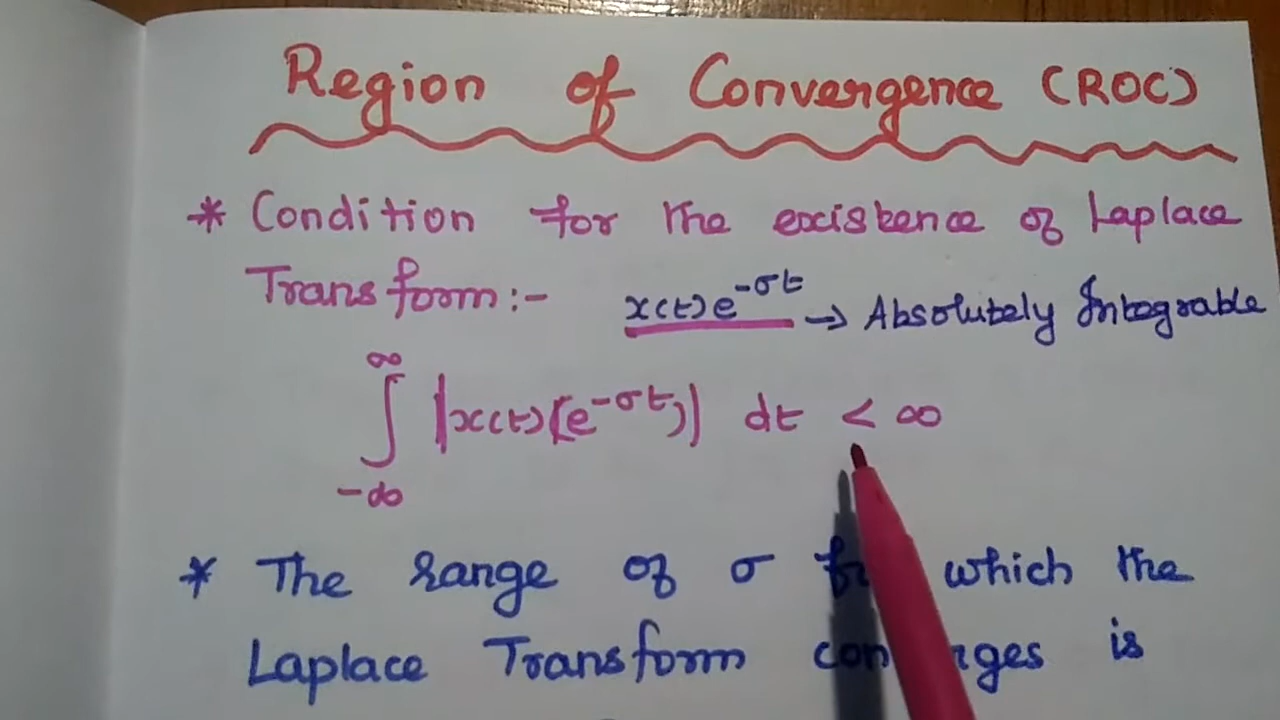 Region of Convergence (ROC)
* Condition for the existence of Laplace
Transform:- x(t)e^-σt → Absolutely Integrable
∞
∫ |x(t)(e^-σt)| dt < ∞
-∞
* The range of σ which the
Laplace Transform is